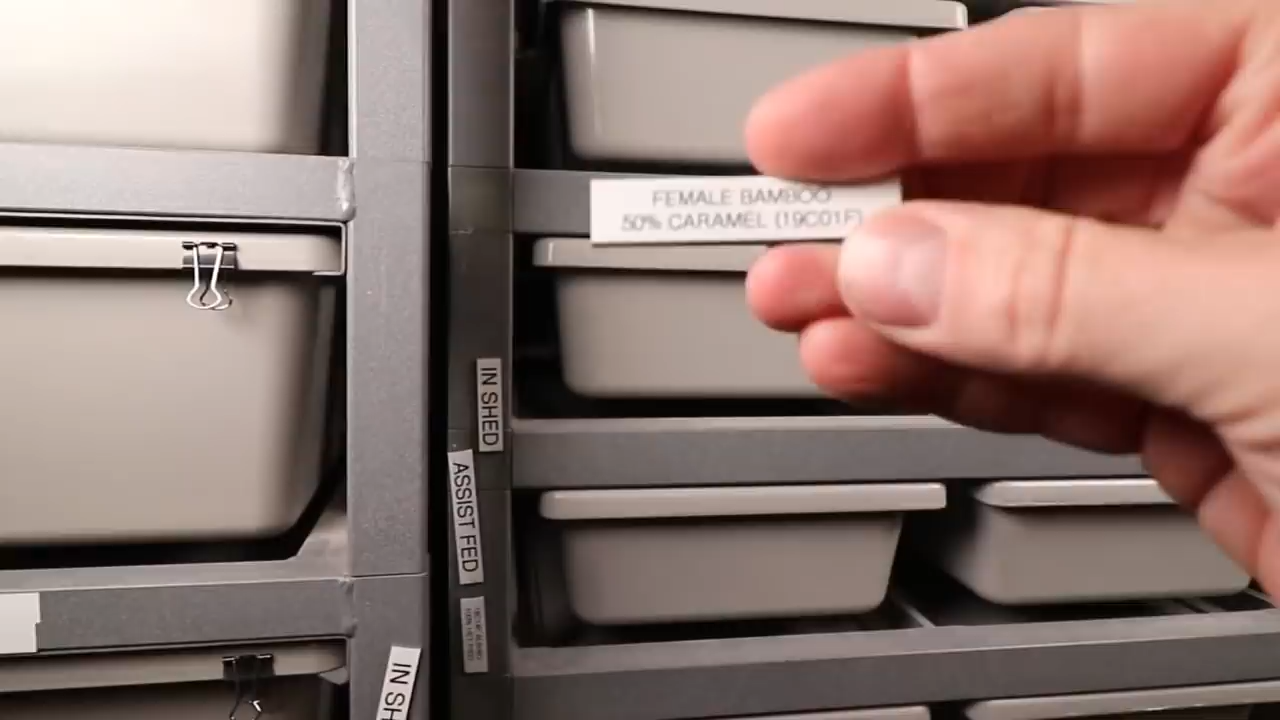 FEMALE BAMBOO
50% CARAMEL (19C01F)
IN SHED
ASSIST FED
IN SH